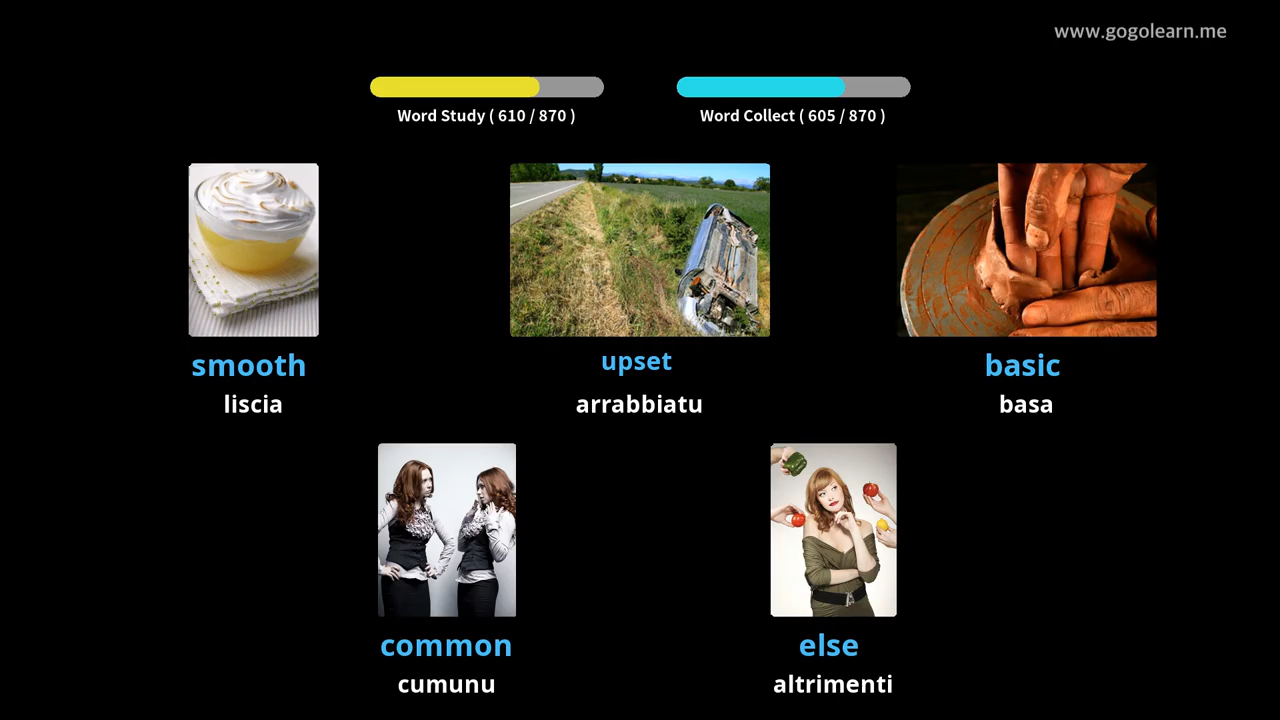 www.gogolearn.me
Word Study ( 610 / 870 )
Word Collect ( 605 / 870 )
smooth
liscia
upset
arrabbiatu
basic
basa
common
cumunu
else
altrimenti